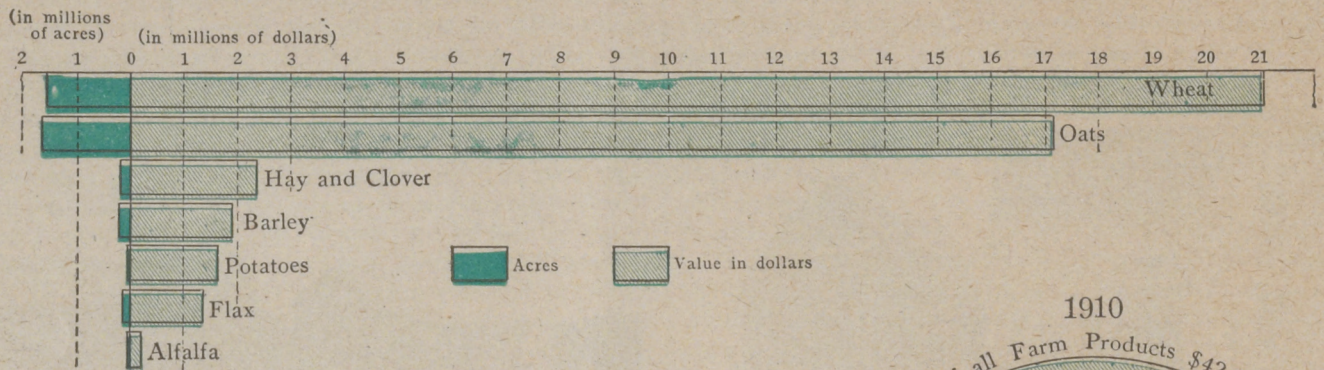 (in millions
of acres)
(in millions of dollars)
2 1 0 1 2 3 4 5 6 7 8 9 10 11 12 13 14 15 16 17 18 19 20 21
Wheat
Oats
Hay and Clover
Barley
Potatoes
Acres
Value in dollars
Flax
1910
Alfalfa
all Farm Products $42